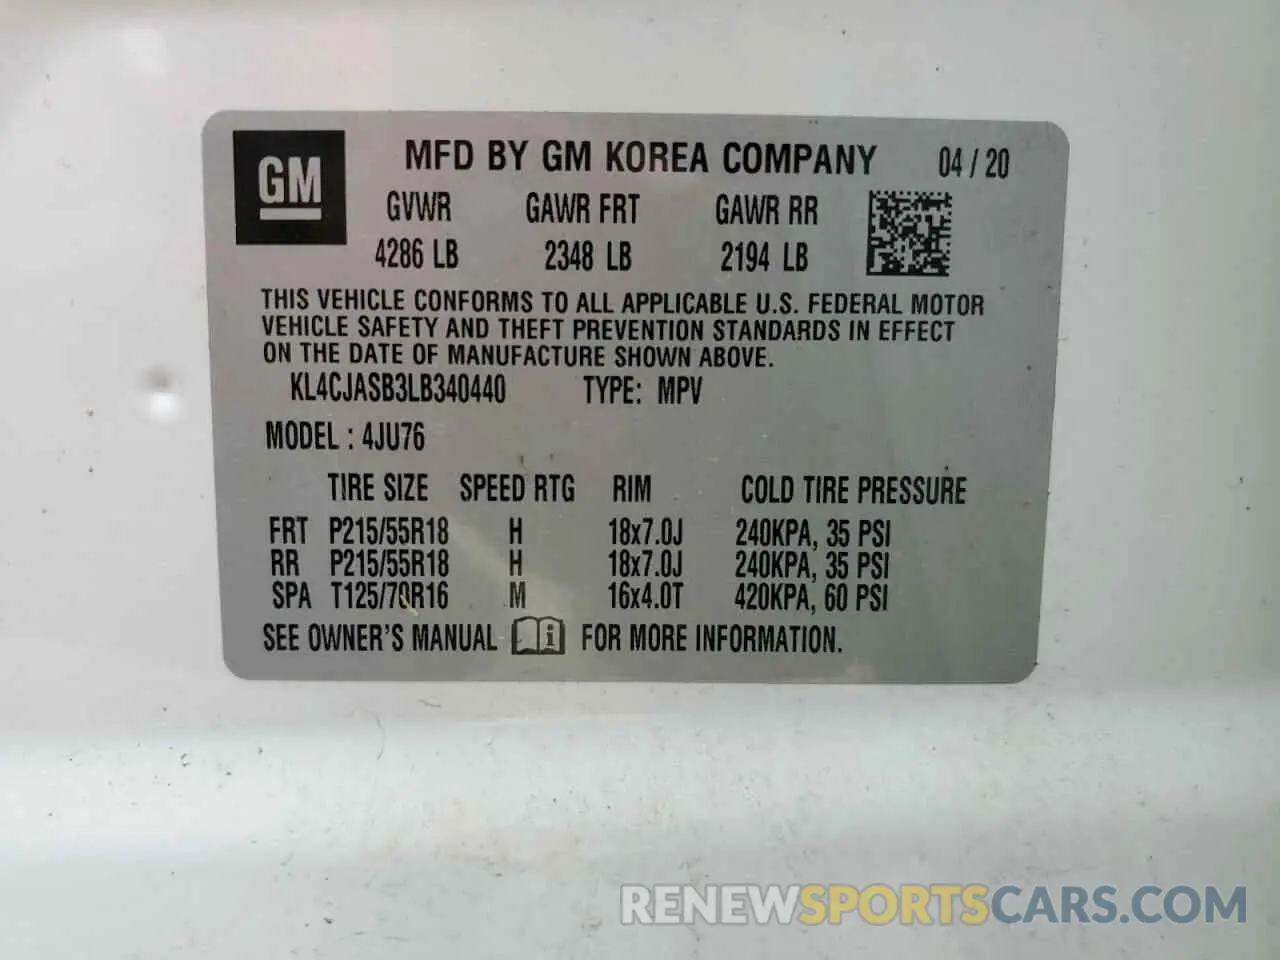 GM
MFD BY GM KOREA COMPANY 04 / 20
GVWR GAWR FRT GAWR RR
4286 LB 2348 LB 2194 LB
THIS VEHICLE CONFORMS TO ALL APPLICABLE U.S. FEDERAL MOTOR
VEHICLE SAFETY AND THEFT PREVENTION STANDARDS IN EFFECT
ON THE DATE OF MANUFACTURE SHOWN ABOVE.
KL4CJASB3LB340440 TYPE: MPV
MODEL : 4JU76
TIRE SIZE SPEED RTG RIM COLD TIRE PRESSURE
FRT P215/55R18 H 18x7.0J 240KPA, 35 PSI
RR P215/55R18 H 18x7.0J 240KPA, 35 PSI
SPA T125/70R16 M 16x4.0T 420KPA, 60 PSI
SEE OWNER'S MANUAL i FOR MORE INFORMATION.
RENEWSPORTSCARS.COM